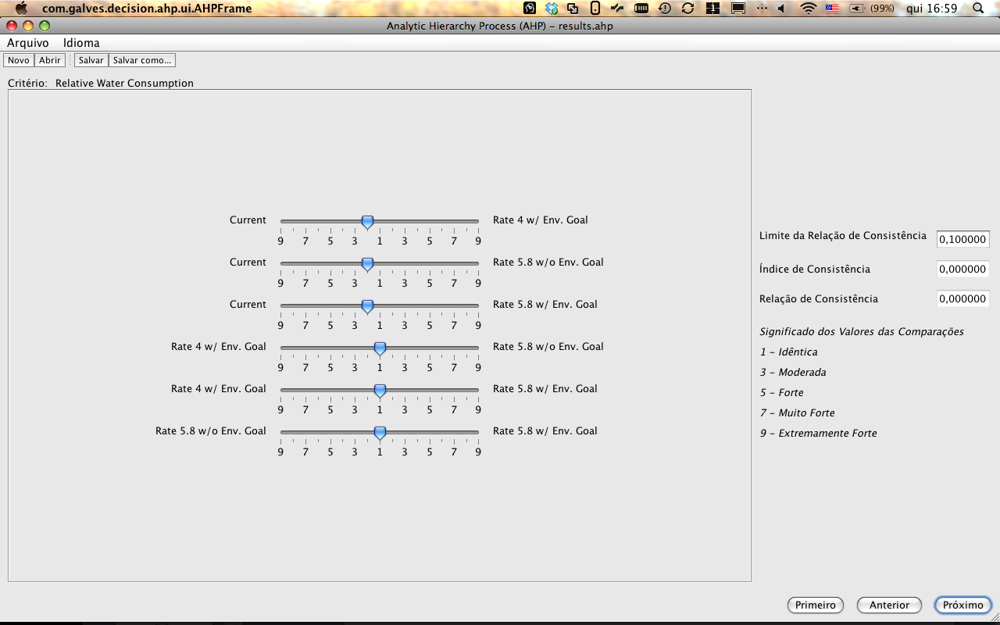 com.galves.decision.ahp.ui.AHPFrame (99%) qui 16:59
Analytic Hierarchy Process (AHP) – results.ahp
Arquivo Idioma
Novo Abrir Salvar Salvar como...
Critério: Relative Water Consumption
Current Rate 4 w/ Env. Goal
9 7 5 3 1 3 5 7 9
Current Rate 5.8 w/o Env. Goal
9 7 5 3 1 3 5 7 9
Current Rate 5.8 w/ Env. Goal
9 7 5 3 1 3 5 7 9
Rate 4 w/ Env. Goal Rate 5.8 w/o Env. Goal
9 7 5 3 1 3 5 7 9
Rate 4 w/ Env. Goal Rate 5.8 w/ Env. Goal
9 7 5 3 1 3 5 7 9
Rate 5.8 w/o Env. Goal Rate 5.8 w/ Env. Goal
9 7 5 3 1 3 5 7 9
Limite da Relação de Consistência 0,100000
Índice de Consistência 0,000000
Relação de Consistência 0,000000
Significado dos Valores das Comparações
1 – Idêntica
3 – Moderada
5 – Forte
7 – Muito Forte
9 – Extremamente Forte
Primeiro Anterior Próximo